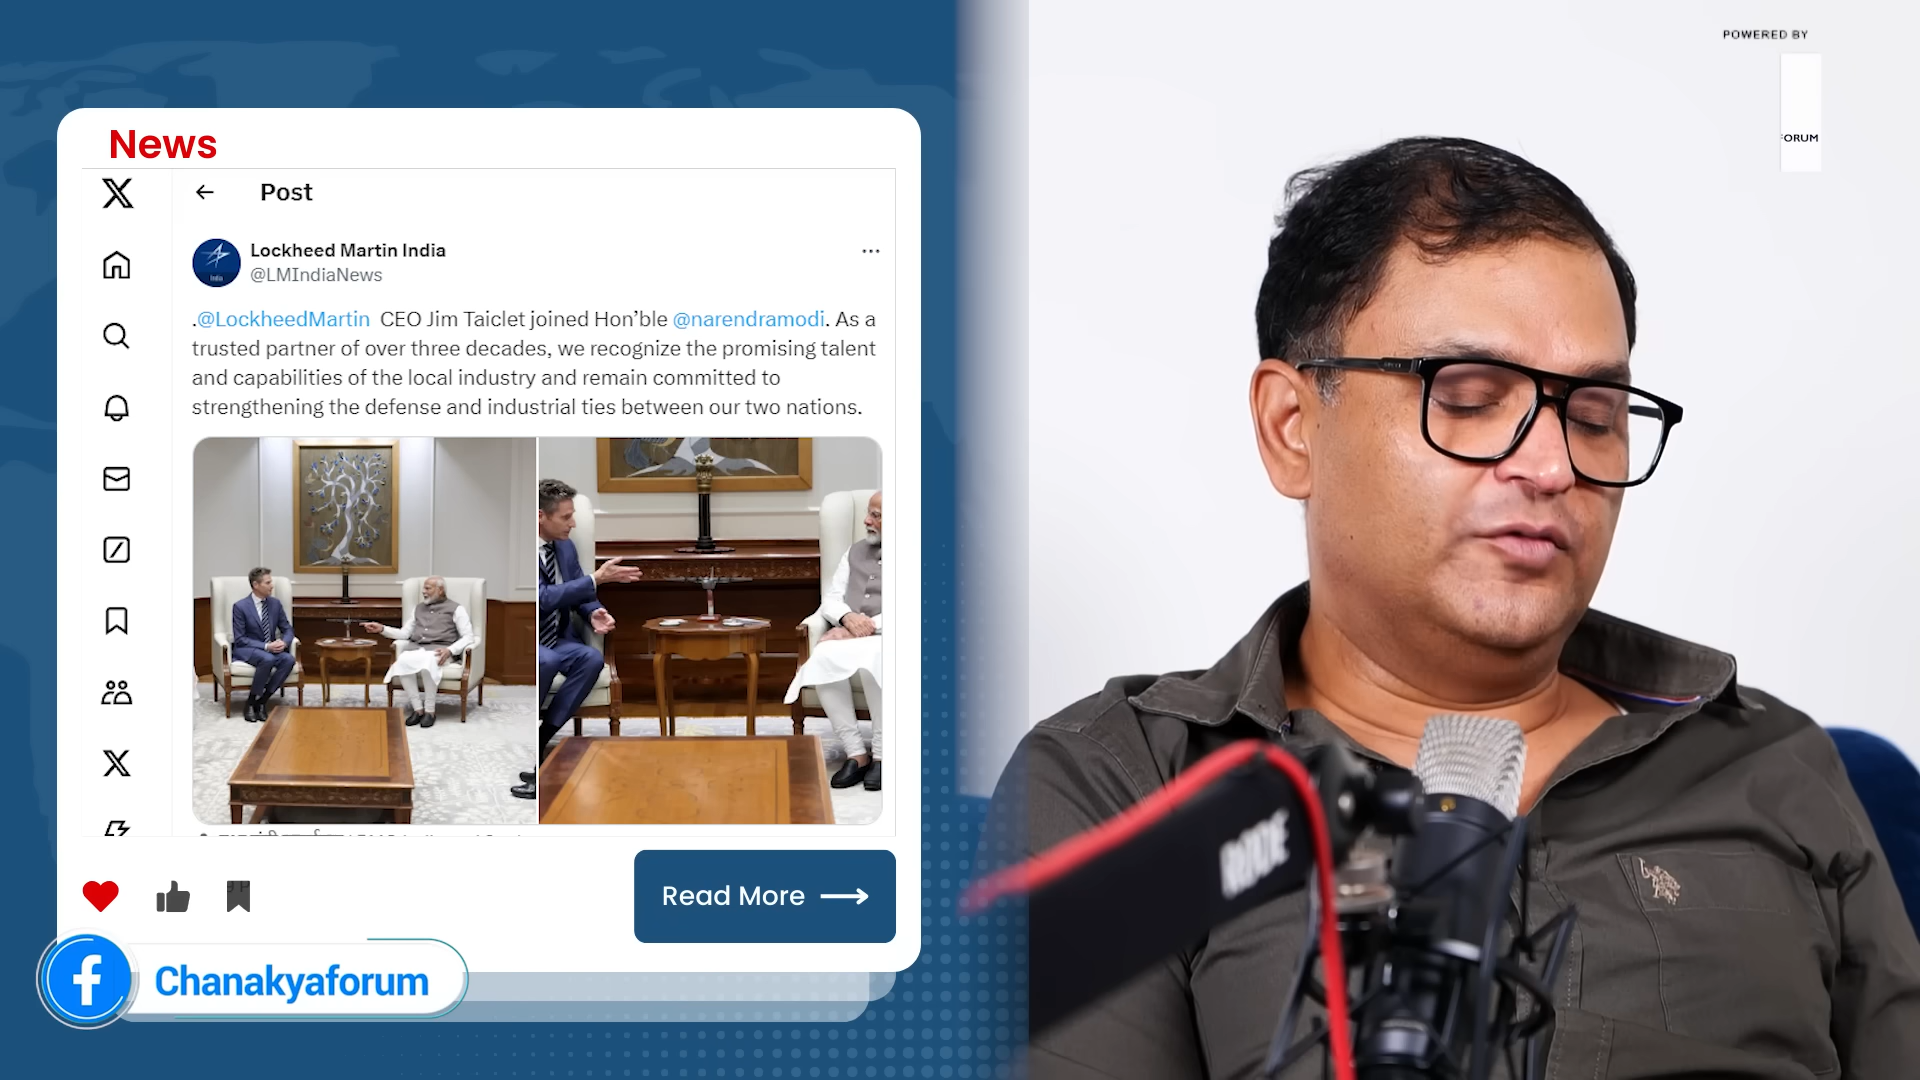 POWERED BY
FORUM
News
Post
Lockheed Martin India
@LMIndiaNews
.@LockheedMartin CEO Jim Taiclet joined Hon’ble @narendramodi. As a
trusted partner of over three decades, we recognize the promising talent
and capabilities of the local industry and remain committed to
strengthening the defense and industrial ties between our two nations.
Read More
Chanakyaforum
RØDE